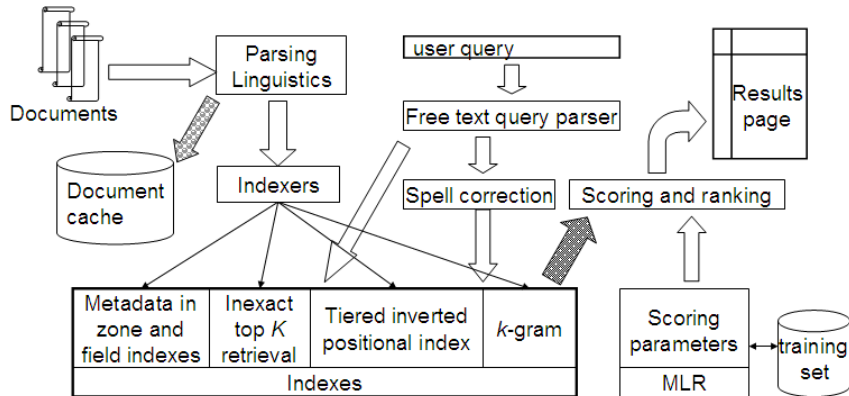 Documents
Parsing
Linguistics
user query
Results
page
Free text query parser
Document
cache
Indexers
Spell correction
Scoring and ranking
Metadata in
zone and
field indexes
Inexact
top K
retrieval
Tiered inverted
positional index
k-gram
Indexes
Scoring
parameters
MLR
training
set